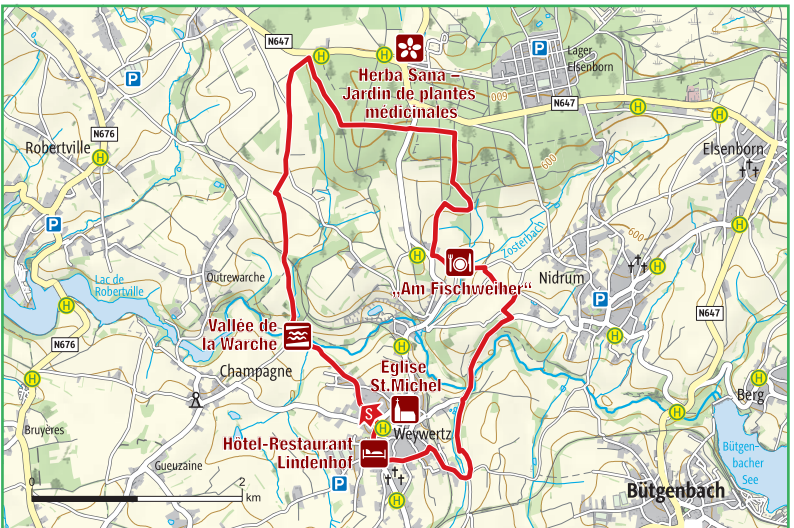 N647
H
H
P
Lager
Elsenborn
P
Herba Sana –
Jardin de plantes
médicinales
600
N647
H
H
N676
Robertville
H
Elsenborn
600
P
Zosterbach
600
H
H
H
Nidrum
Lac de
Robertville
Outrewarche
„Am Fischweiher“
P
H
N647
Vallée de
la Warche
H
H
N676
Champagne
Eglise
St.Michel
H
H
Berg
S
H
Bruyères
Weywertz
H
Hôtel-Restaurant
Lindenhof
Gueuzaine
P
Bütgen-
bacher
See
Bütgenbach
H
0
2
km